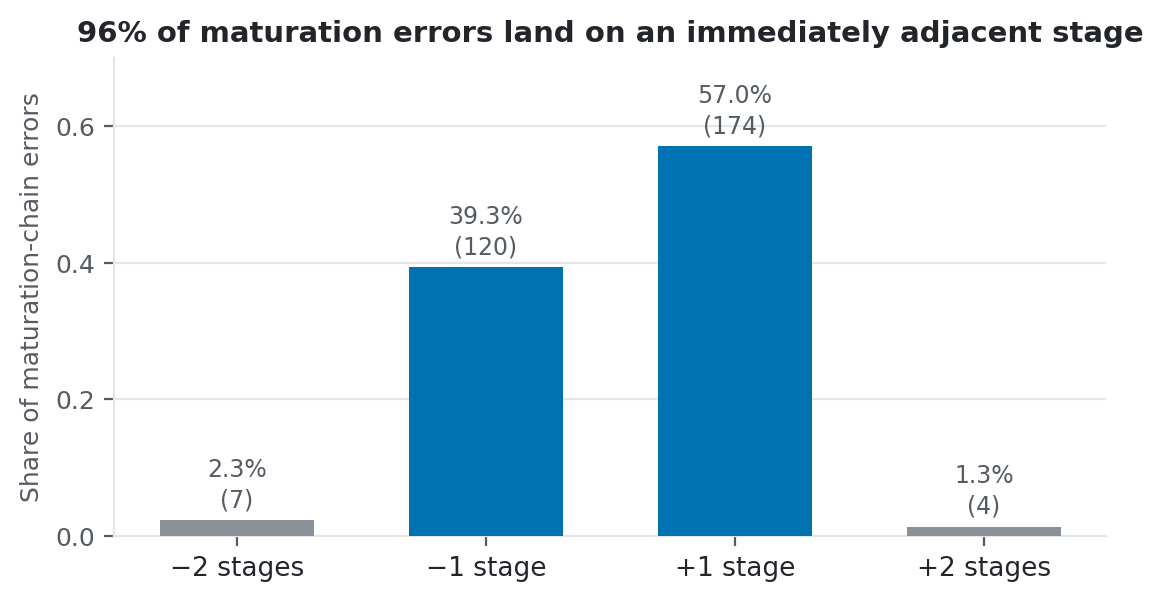 96% of maturation errors land on an immediately adjacent stage
Share of maturation-chain errors
0.6
0.4
0.2
0.0
2.3%
(7)
39.3%
(120)
57.0%
(174)
1.3%
(4)
−2 stages
−1 stage
+1 stage
+2 stages